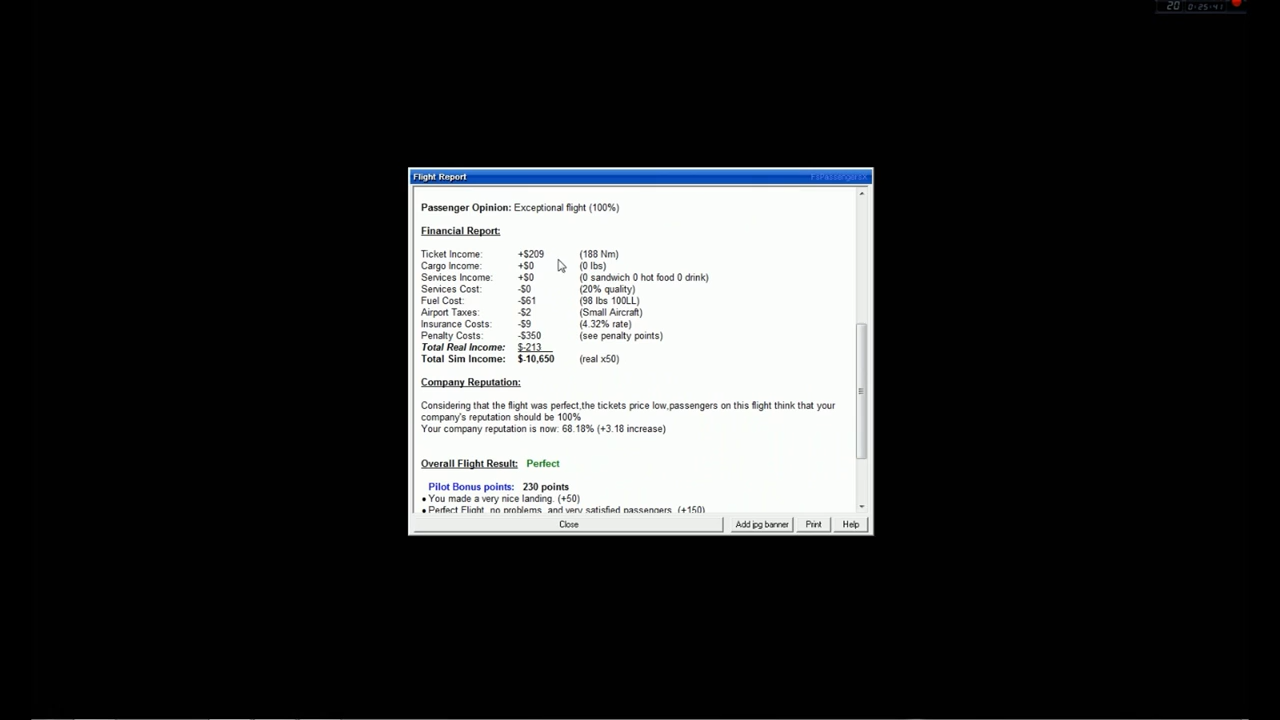 20 0:25:41
Flight Report FsPassengersX
Passenger Opinion: Exceptional flight (100%)
Financial Report:
Ticket Income: +$209 (188 Nm)
Cargo Income: +$0 (0 lbs)
Services Income: +$0 (0 sandwich 0 hot food 0 drink)
Services Cost: -$0 (20% quality)
Fuel Cost: -$61 (98 lbs 100LL)
Airport Taxes: -$2 (Small Aircraft)
Insurance Costs: -$9 (4.32% rate)
Penalty Costs: -$350 (see penalty points)
Total Real Income: $-213
Total Sim Income: $-10,650 (real x50)
Company Reputation:
Considering that the flight was perfect,the tickets price low,passengers on this flight think that your
company's reputation should be 100%
Your company reputation is now: 68.18% (+3.18 increase)
Overall Flight Result: Perfect
Pilot Bonus points: 230 points
• You made a very nice landing. (+50)
• Perfect Flight, no problems, and very satisfied passengers. (+150)
Close Add jpg banner Print Help